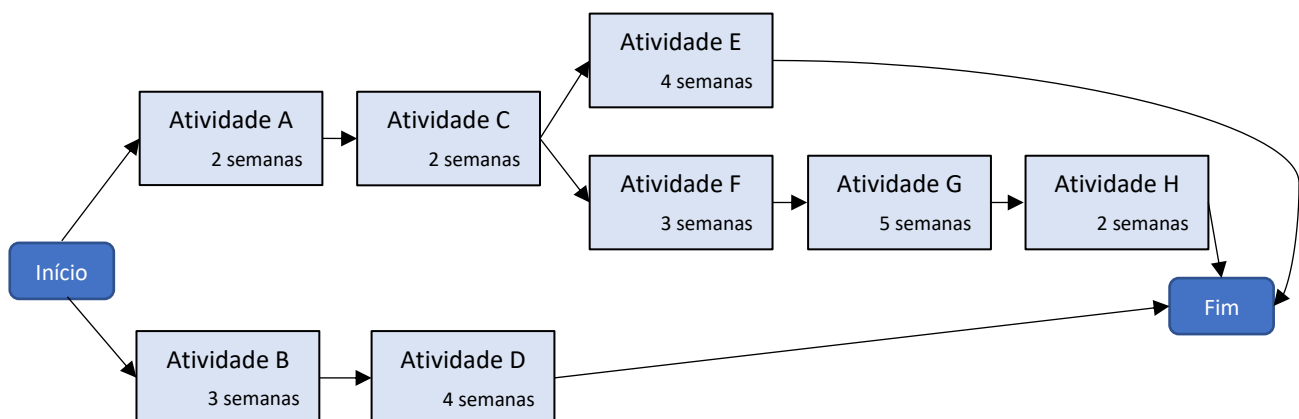 Atividade E
4 semanas
Atividade A
2 semanas
Atividade C
2 semanas
Atividade F
3 semanas
Atividade G
5 semanas
Atividade H
2 semanas
Início
Fim
Atividade B
3 semanas
Atividade D
4 semanas